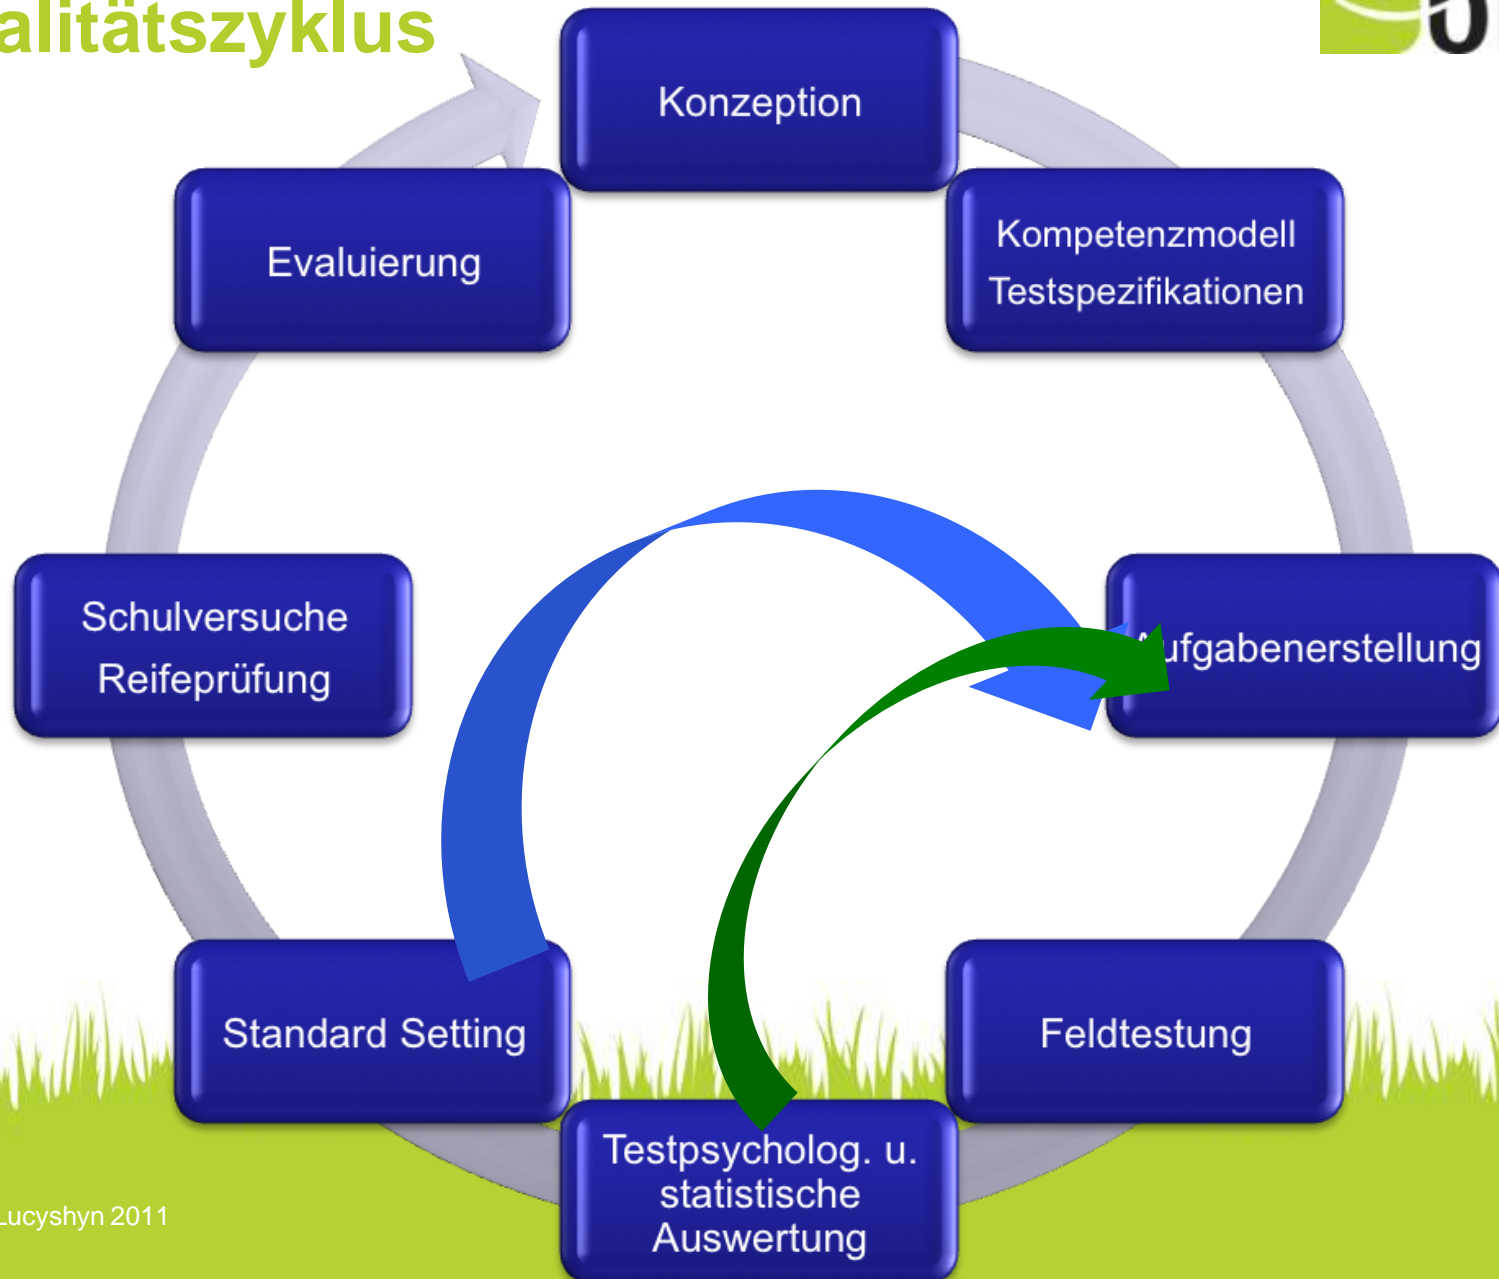 alitätszyklus
Konzeption
Kompetenzmodell
Testspezifikationen
ufgabenerstellung
Feldtestung
Testpsycholog. u.
statistische
Auswertung
Standard Setting
Schulversuche
Reifeprüfung
Evaluierung
Lucyshyn 2011